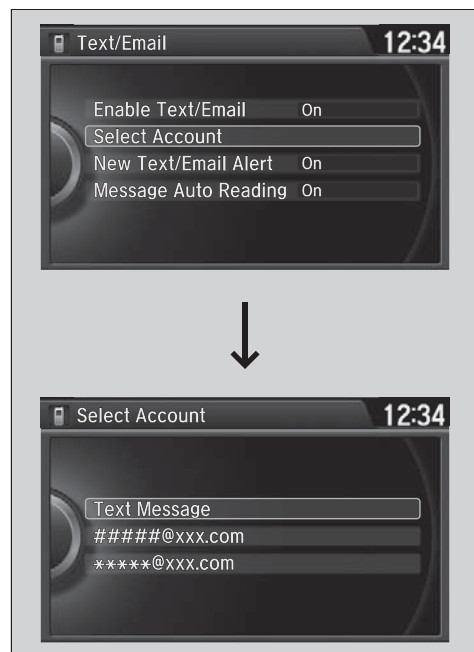 Text/Email 12:34
Enable Text/Email On
Select Account
New Text/Email Alert On
Message Auto Reading On
Select Account 12:34
Text Message
#####@xxx.com
*****@xxx.com